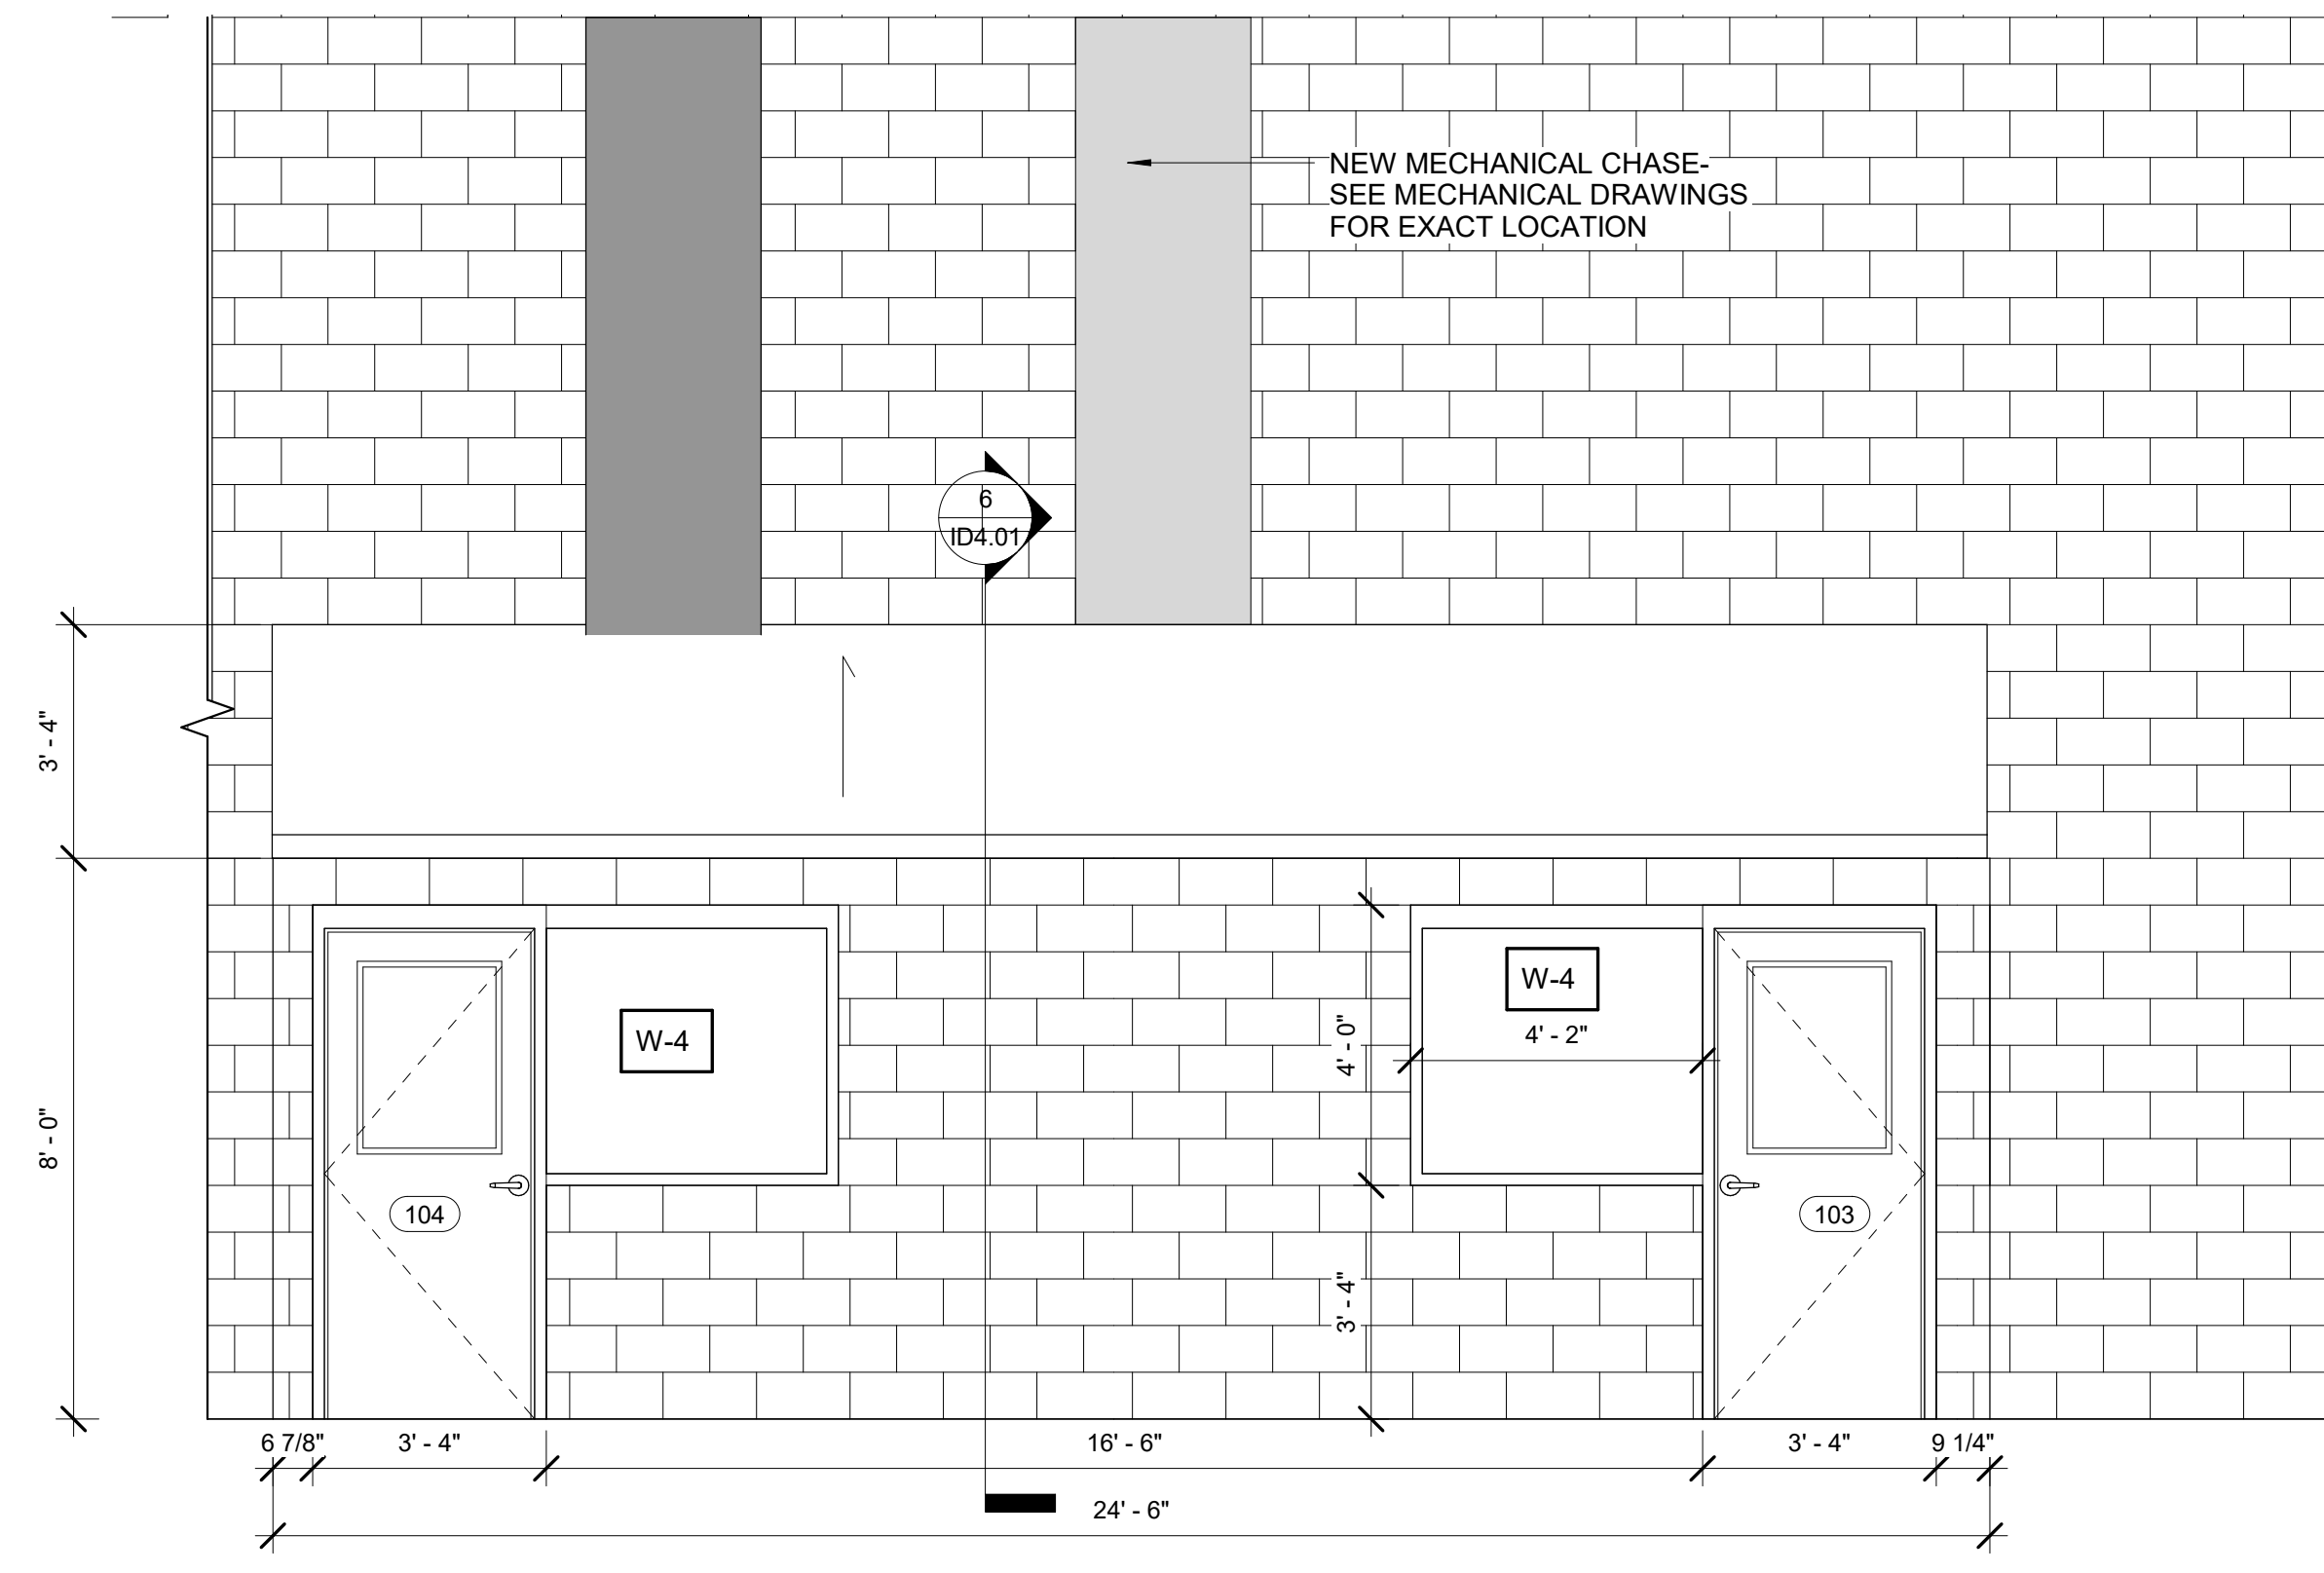 NEW MECHANICAL CHASE-
SEE MECHANICAL DRAWINGS
FOR EXACT LOCATION
6
ID4.01
3' - 4"
8' - 0"
W-4
W-4
4' - 2"
4' - 0"
3' - 4"
104
103
6 7/8"
3' - 4"
16' - 6"
3' - 4"
9 1/4"
24' - 6"